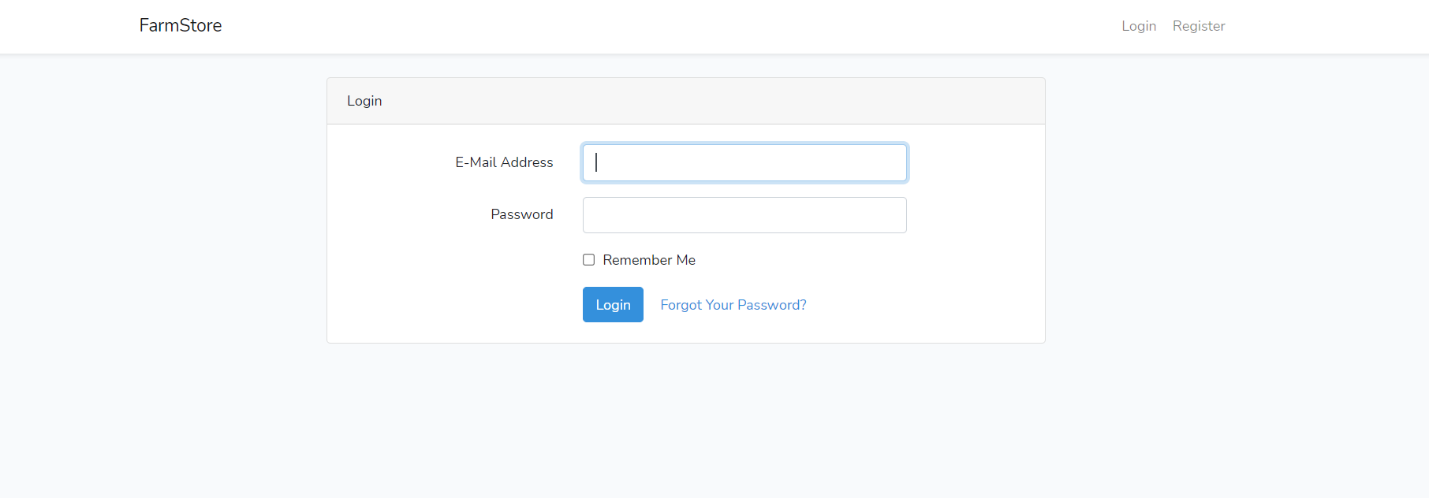 FarmStore Login Register
Login
E-Mail Address
Password
Remember Me
Login Forgot Your Password?